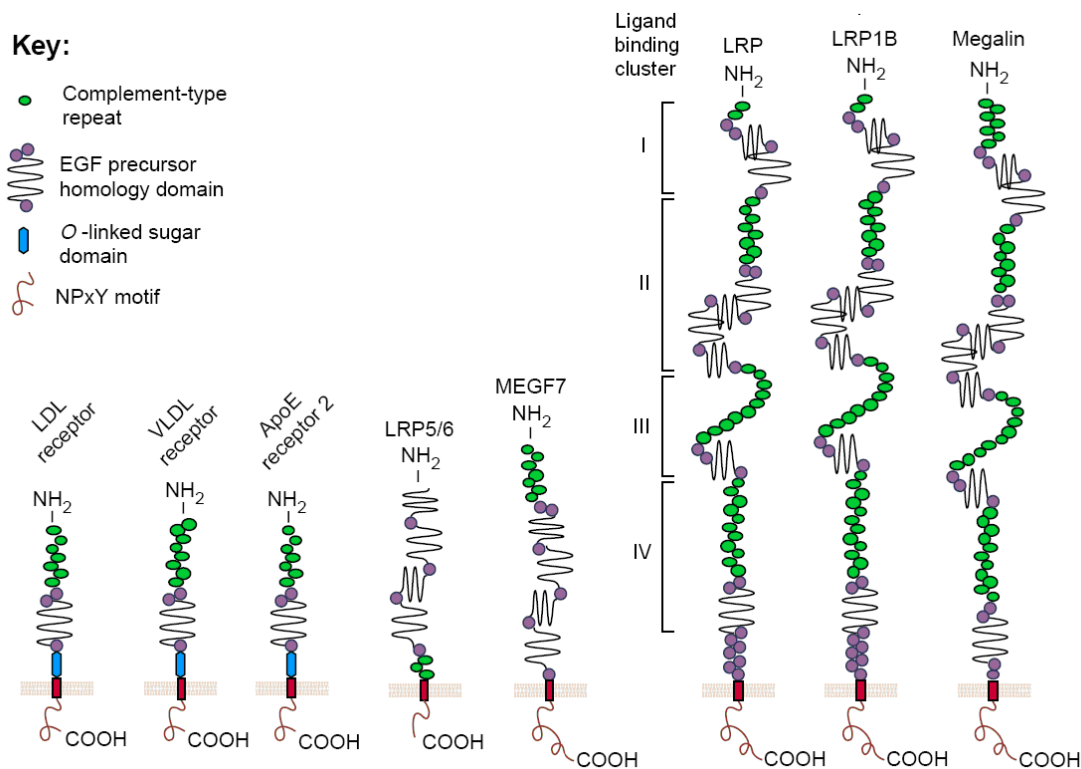 Key:
Complement-type
repeat
EGF precursor
homology domain
O -linked sugar
domain
NPxY motif
Ligand
binding
cluster
LRP
NH2
LRP1B
NH2
Megalin
NH2
I
II
III
IV
LDL
receptor
NH2
VLDL
receptor
NH2
ApoE
receptor 2
NH2
LRP5/6
NH2
MEGF7
NH2
COOH
COOH
COOH
COOH
COOH
COOH
COOH
COOH